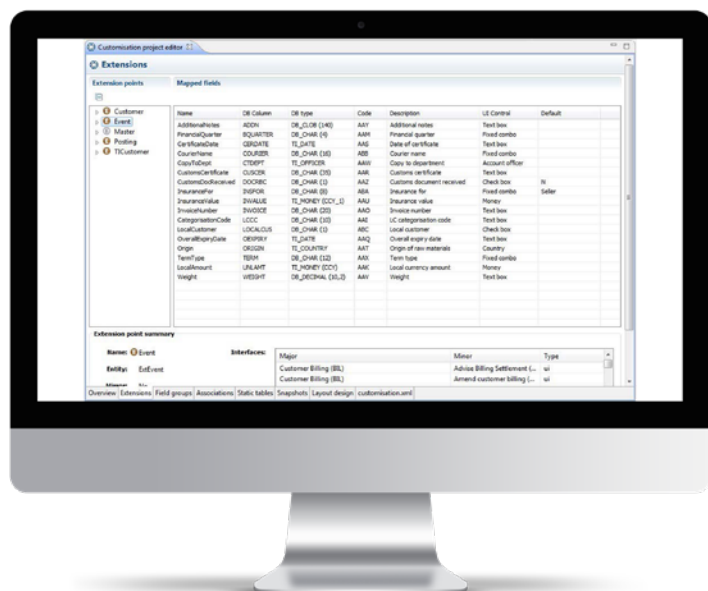 Customisation project editor
Extensions
Extension points
Mapped fields
Customer
Event
Master
Posting
TICustomer
Name DB Column DB type Code Description UI Control Default
AdditionalNotes ADDN DB_CLOB (140) AAY Additional notes Text box
FinancialQuarter BQUARTER DB_CHAR (4) AAM Financial quarter Fixed combo
CertificateDate CERDATE TI_DATE AAS Date of certificate Text box
CourierName COURIER DB_CHAR (16) ABB Courier name Fixed combo
CopyToDept CTDEPT TI_OFFICER AAW Copy to department Account officer
CustomsCertificate CUSCER DB_CHAR (35) AAR Customs certificate Text box
CustomsDocReceived DOCREC DB_CHAR (1) AAZ Customs document received Check box N
InsuranceFor INSFOR DB_CHAR (8) ABA Insurance for Fixed combo Seller
InsuranceValue INVALUE TI_MONEY (CCY_1) AAU Insurance value Money
InvoiceNumber INVOICE DB_CHAR (20) AAO Invoice number Text box
CategorisationCode LCCC DB_CHAR (10) AAI LC categorisation code Text box
LocalCustomer LOCALCUS DB_CHAR (1) ABC Local customer Check box
OverallExpiryDate OEXPIRY TI_DATE AAQ Overall expiry date Text box
Origin ORIGIN TI_COUNTRY AAT Origin of raw materials Country
TermType TERM DB_CHAR (12) AAX Term type Fixed combo
LocalAmount UNLAMT TI_MONEY (CCY) AAK Local currency amount Money
Weight WEIGHT DB_DECIMAL (10,2) AAV Weight Text box
Extension point summary
Name: Event
Interfaces:
Major Minor Type
Entity: ExtEvent
Customer Billing (BIL) Advise Billing Settlement (... ui
Customer Billing (BIL) Amend customer billing (... ui
Overview Extensions Field groups Associations Static tables Snapshots Layout design customisation.xml